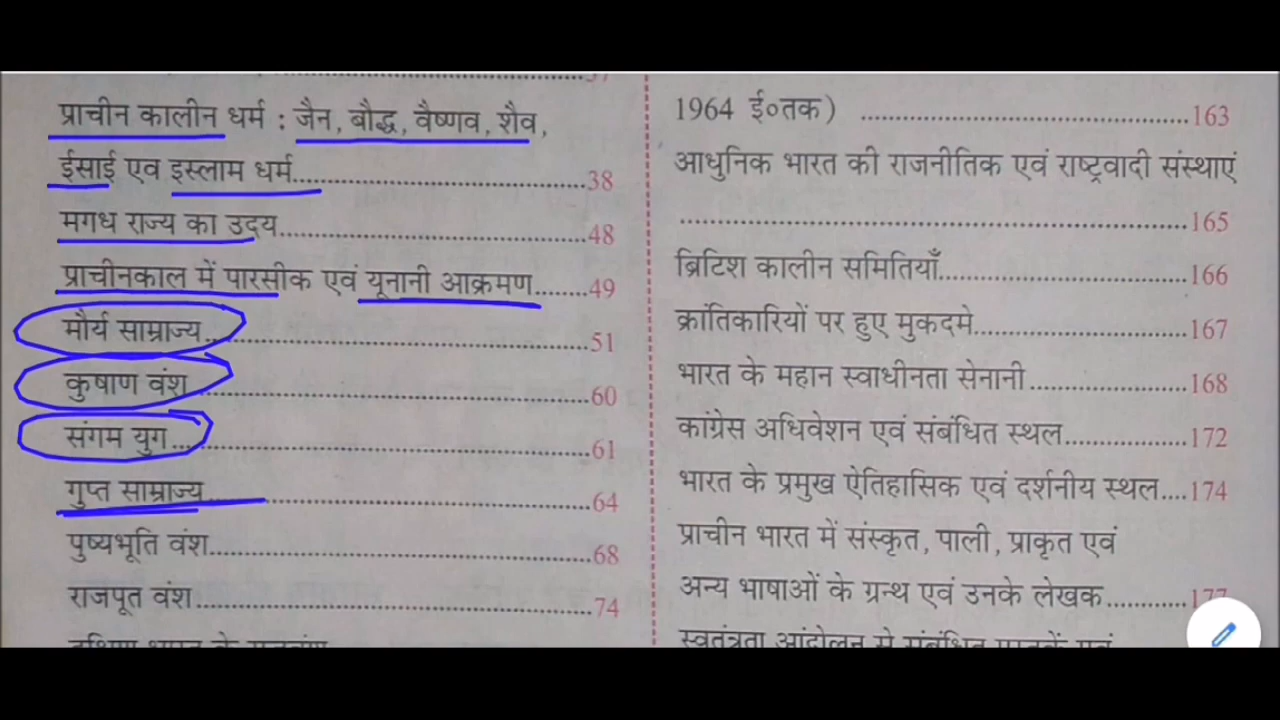 प्राचीन कालीन धर्म : जैन, बौद्ध, वैष्णव, शैव,
ईसाई एव इस्लाम धर्म..............................38
मगध राज्य का उदय................................48
प्राचीनकाल में पारसीक एवं यूनानी आक्रमण........49
मौर्य साम्राज्य........................................51
कुषाण वंश..........................................60
संगम युग............................................61
गुप्त साम्राज्य........................................64
पुष्यभूति वंश........................................68
राजपूत वंश..........................................74
1964 ई०तक) ........................................163
आधुनिक भारत की राजनीतिक एवं राष्ट्रवादी संस्थाएं
............................................................165
ब्रिटिश कालीन समितियाँ..........................166
क्रांतिकारियों पर हुए मुकदमे......................167
भारत के महान स्वाधीनता सेनानी................168
कांग्रेस अधिवेशन एवं संबंधित स्थल.............172
भारत के प्रमुख ऐतिहासिक एवं दर्शनीय स्थल....174
प्राचीन भारत में संस्कृत, पाली, प्राकृत एवं
अन्य भाषाओं के ग्रन्थ एवं उनके लेखक...........177